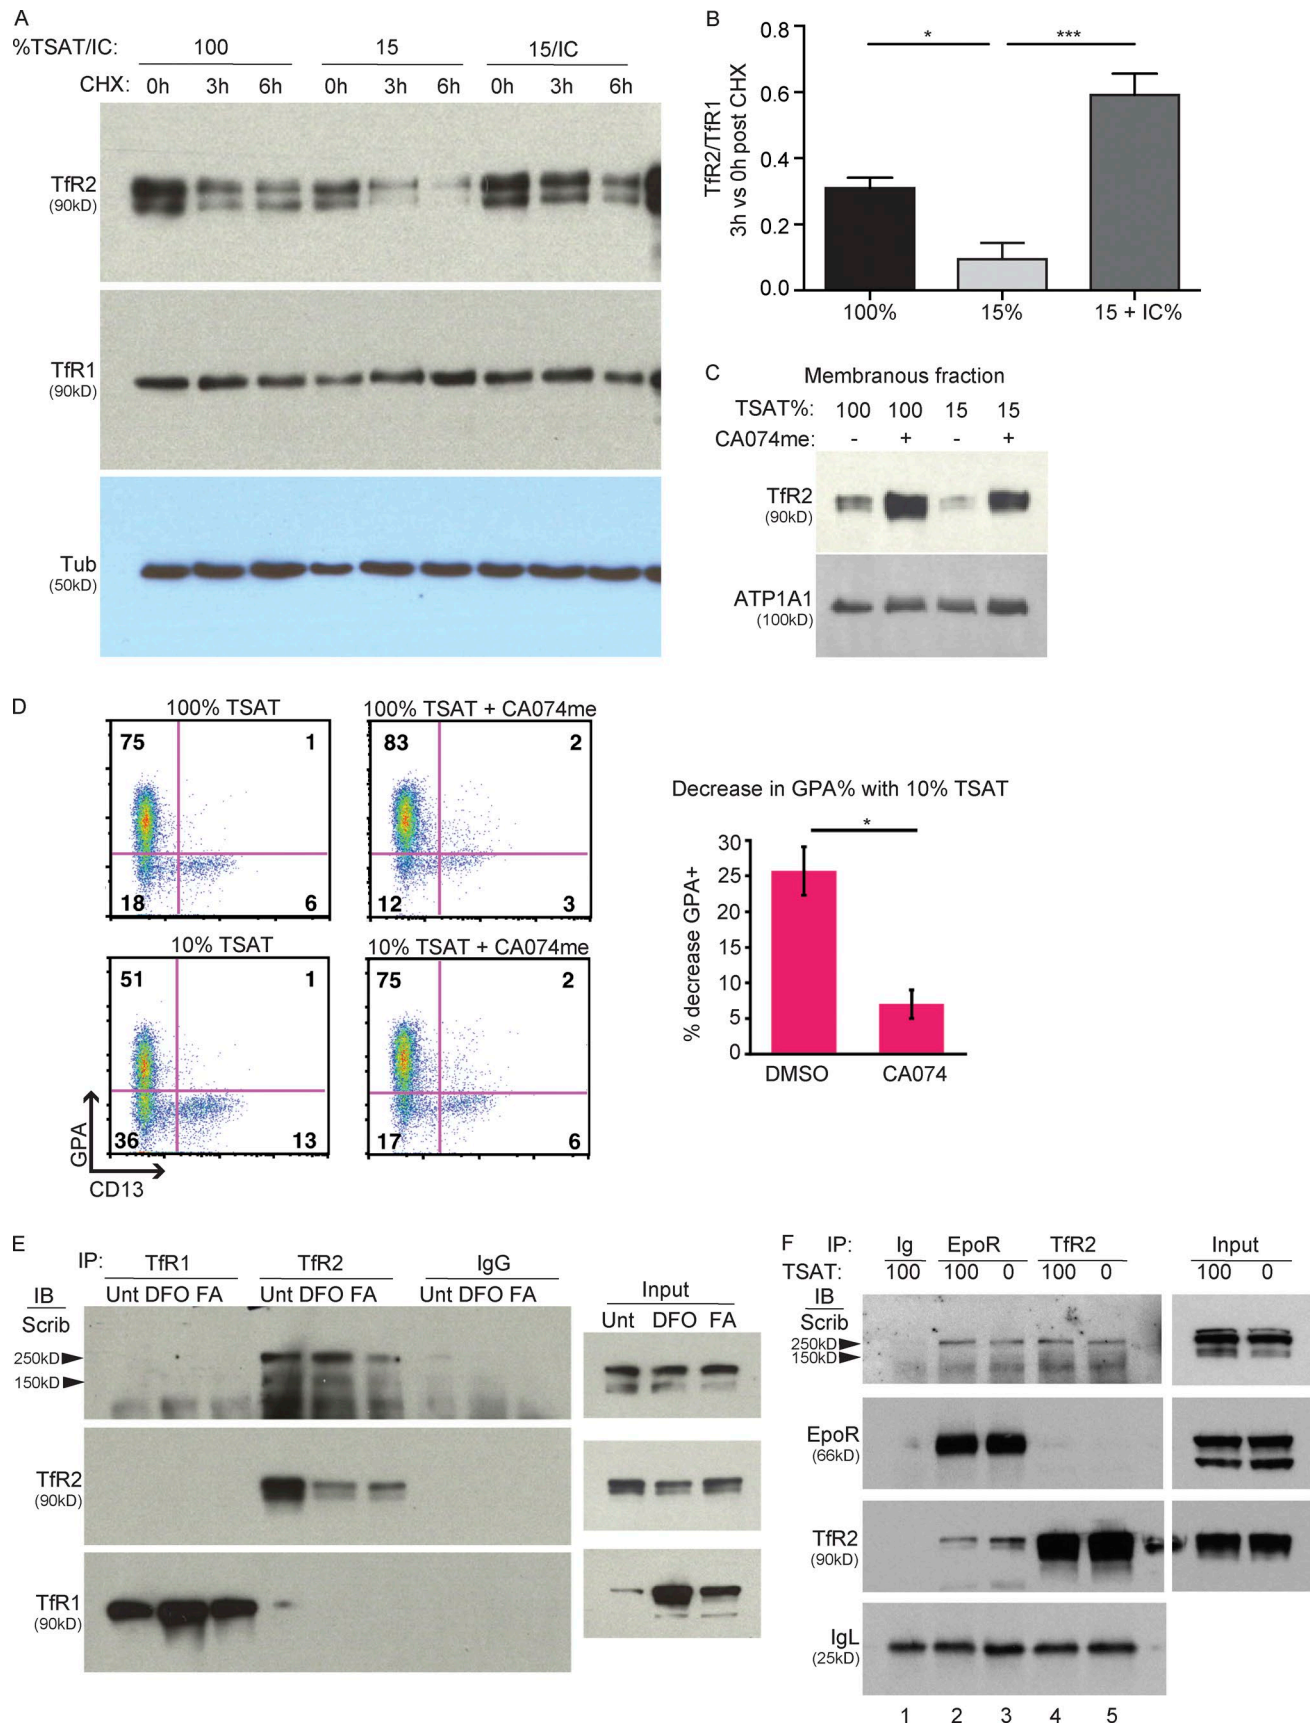 A
%TSAT/IC: 100 15 15/IC
CHX: 0h 3h 6h 0h 3h 6h 0h 3h 6h
TfR2
(90kD)
TfR1
(90kD)
Tub
(50kD)
B
TfR2/TfR1
3h vs 0h post CHX
0.8
0.6
0.4
0.2
0.0
* ***
100% 15% 15 + IC%
C
Membranous fraction
TSAT%: 100 100 15 15
CA074me: - + - +
TfR2
(90kD)
ATP1A1
(100kD)
D
100% TSAT
75 1
18 6
100% TSAT + CA074me
83 2
12 3
10% TSAT
51 1
36 13
10% TSAT + CA074me
75 2
17 6
GPA
CD13
Decrease in GPA% with 10% TSAT
*
% decrease GPA+
30
25
20
15
10
5
0
DMSO CA074
E
IP: TfR1 TfR2 IgG
Unt DFO FA Unt DFO FA Unt DFO FA
Input
Unt DFO FA
IB
Scrib
250kD
150kD
TfR2
(90kD)
TfR1
(90kD)
F
IP: Ig EpoR TfR2 Input
TSAT: 100 100 0 100 0 100 0
IB
Scrib
250kD
150kD
EpoR
(66kD)
TfR2
(90kD)
IgL
(25kD)
1 2 3 4 5